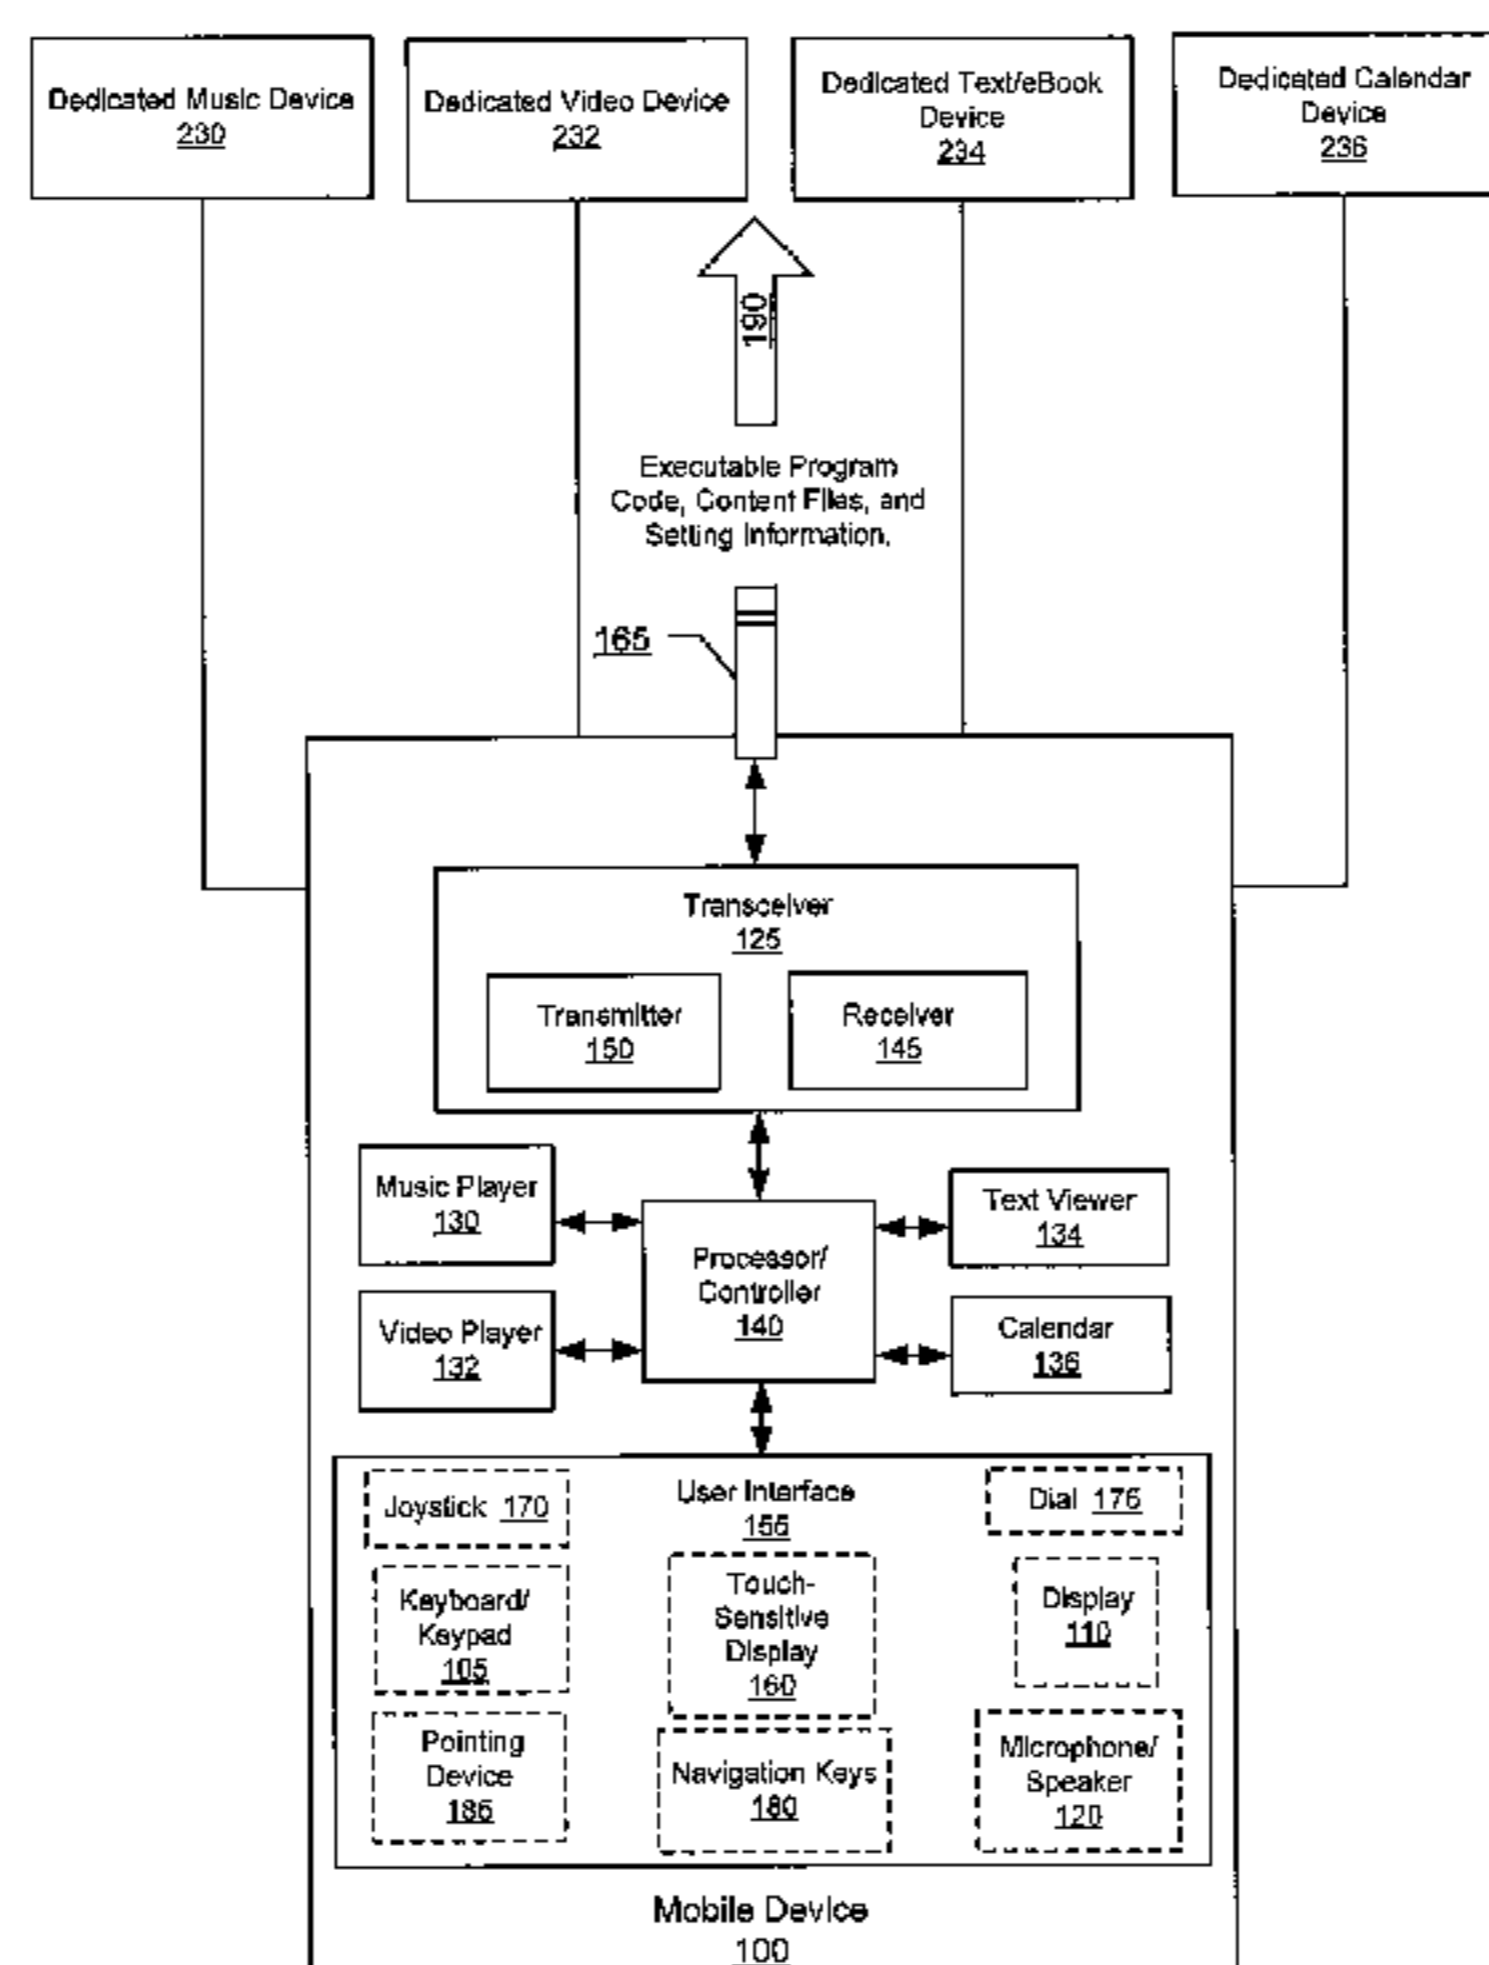 Dedicated Music Device
230
Dedicated Video Device
232
Dedicated Text/eBook
Device
234
Dedicated Calendar
Device
236
190
Executable Program
Code, Content Files, and
Setting Information.
165
Transceiver
125
Transmitter
150
Receiver
145
Music Player
130
Text Viewer
134
Processor/
Controller
140
Video Player
132
Calendar
136
User Interface
155
Joystick 170
Dial 175
Keyboard/
Keypad
105
Touch-
Sensitive
Display
160
Display
110
Pointing
Device
185
Navigation Keys
180
Microphone/
Speaker
120
Mobile Device
100